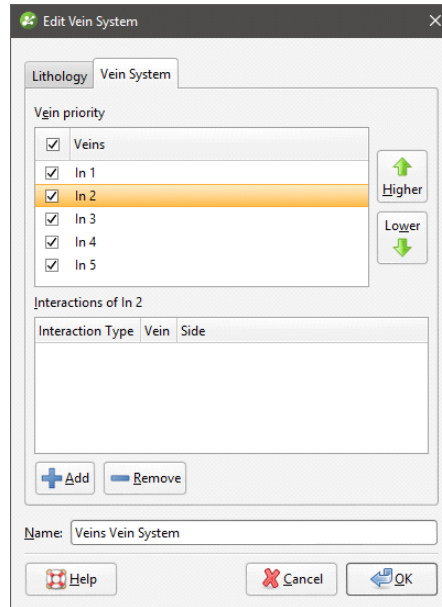 Edit Vein System
Lithology Vein System
Vein priority
Veins
In 1
In 2
In 3
In 4
In 5
Higher
Lower
Interactions of In 2
Interaction Type Vein Side
Add Remove
Name: Veins Vein System
Help Cancel OK